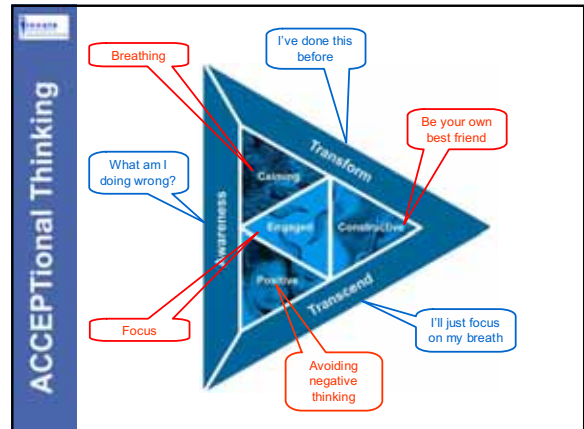 ACCEPTional Thinking
Breathing
I've done this
before
Be your own
best friend
What am I
doing wrong?
Transform
Calming
Awareness
Engaged
Constructive
Positive
Transcend
Focus
Avoiding
negative
thinking
I'll just focus
on my breath